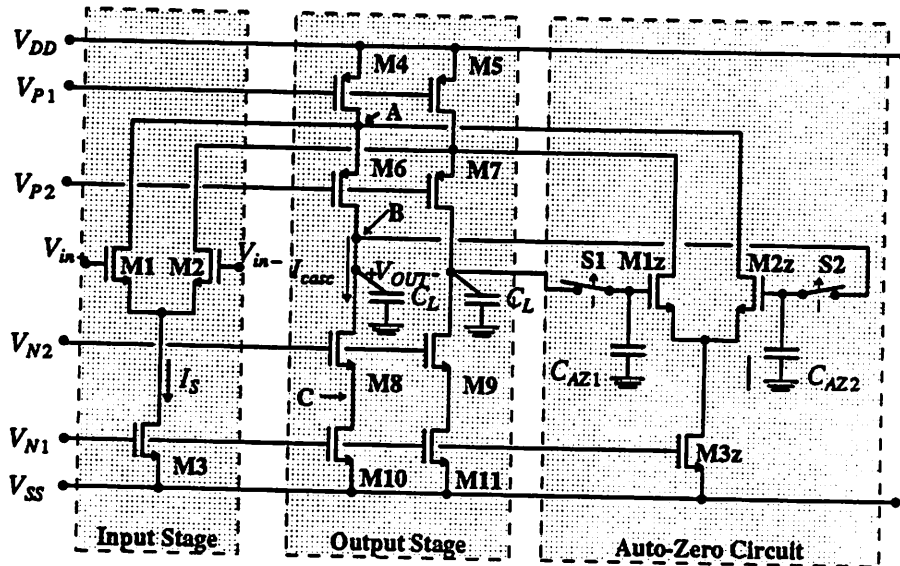 V_DD
M4
M5
V_P1
A
M6
M7
V_P2
B
V_in+
M1
M2
V_in-
I_casc
+V_OUT-
C_L
C_L
S1
M1z
M2z
S2
V_N2
I_S
M8
M9
C
C_AZ1
C_AZ2
V_N1
M3
M10
M11
M3z
V_SS
Input Stage
Output Stage
Auto-Zero Circuit